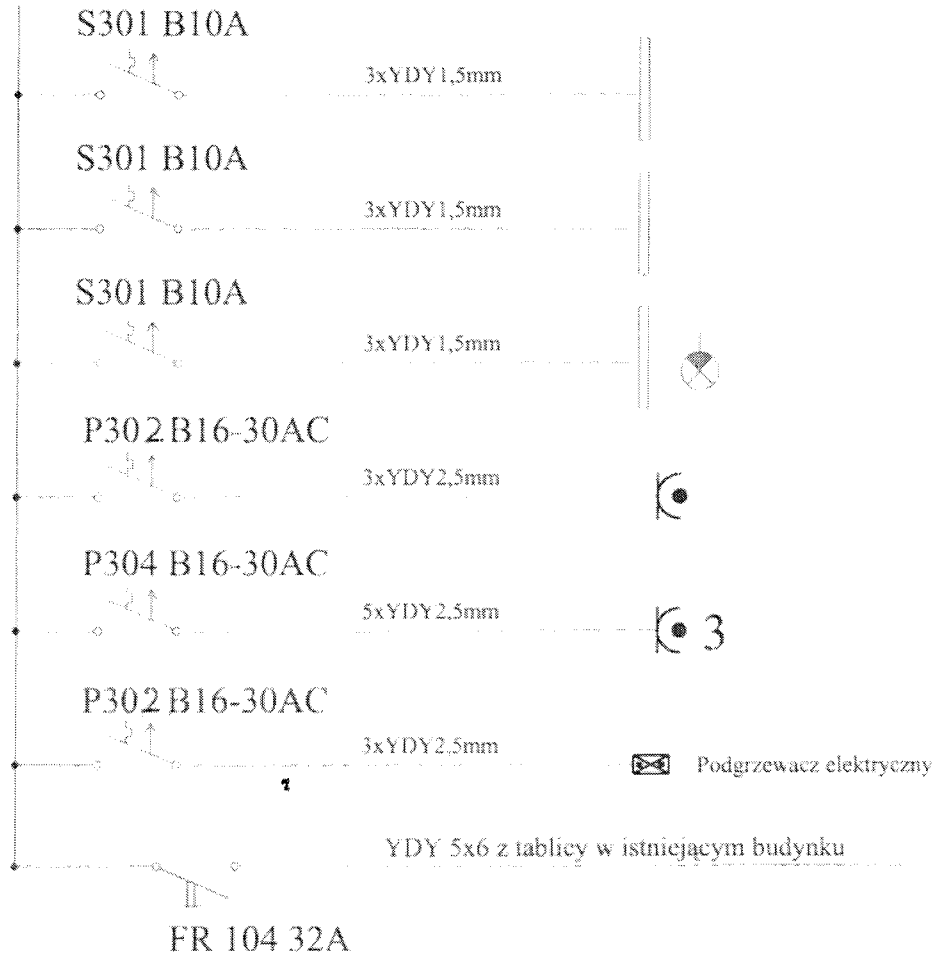 S301 B10A
3xYDY1,5mm
S301 B10A
3xYDY1,5mm
S301 B10A
3xYDY1,5mm
P302 B16-30AC
3xYDY2,5mm
P304 B16-30AC
5xYDY2,5mm
3
P302 B16-30AC
3xYDY2,5mm
Podgrzewacz elektryczny
YDY 5x6 z tablicy w istniejącym budynku
FR 104 32A